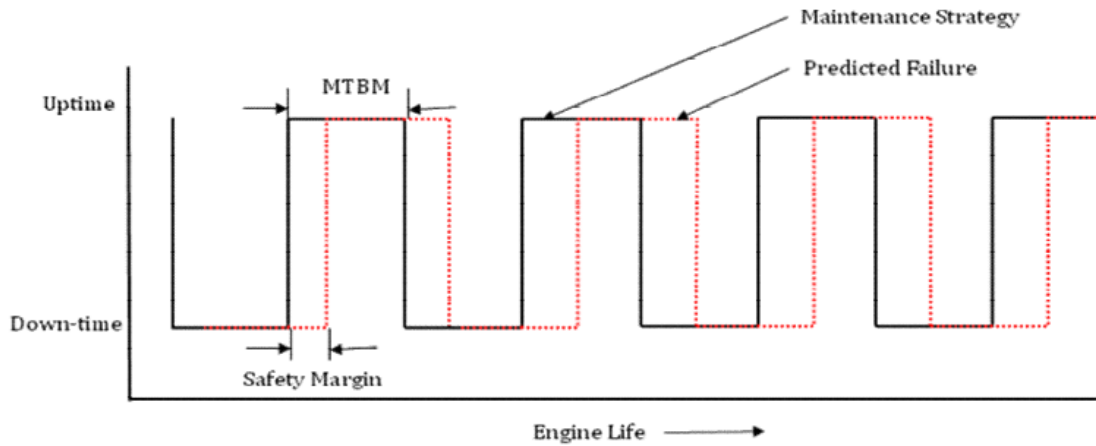 Maintenance Strategy
Predicted Failure
MTBM
Uptime
Down-time
Safety Margin
Engine Life